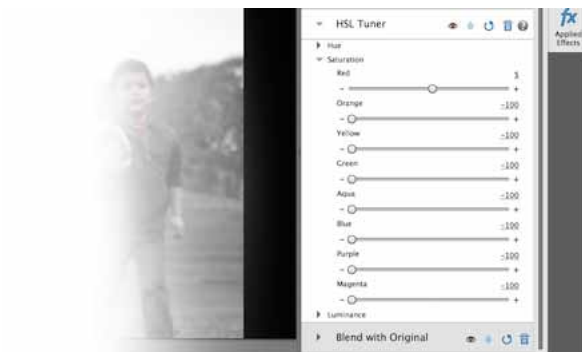 HSL Tuner
fx
Applied
Effects
Hue
Saturation
Red
- +
Orange -100
- +
Yellow -100
- +
Green -100
- +
Aqua -100
- +
Blue -100
- +
Purple -100
- +
Magenta -100
- +
Luminance
Blend with Original